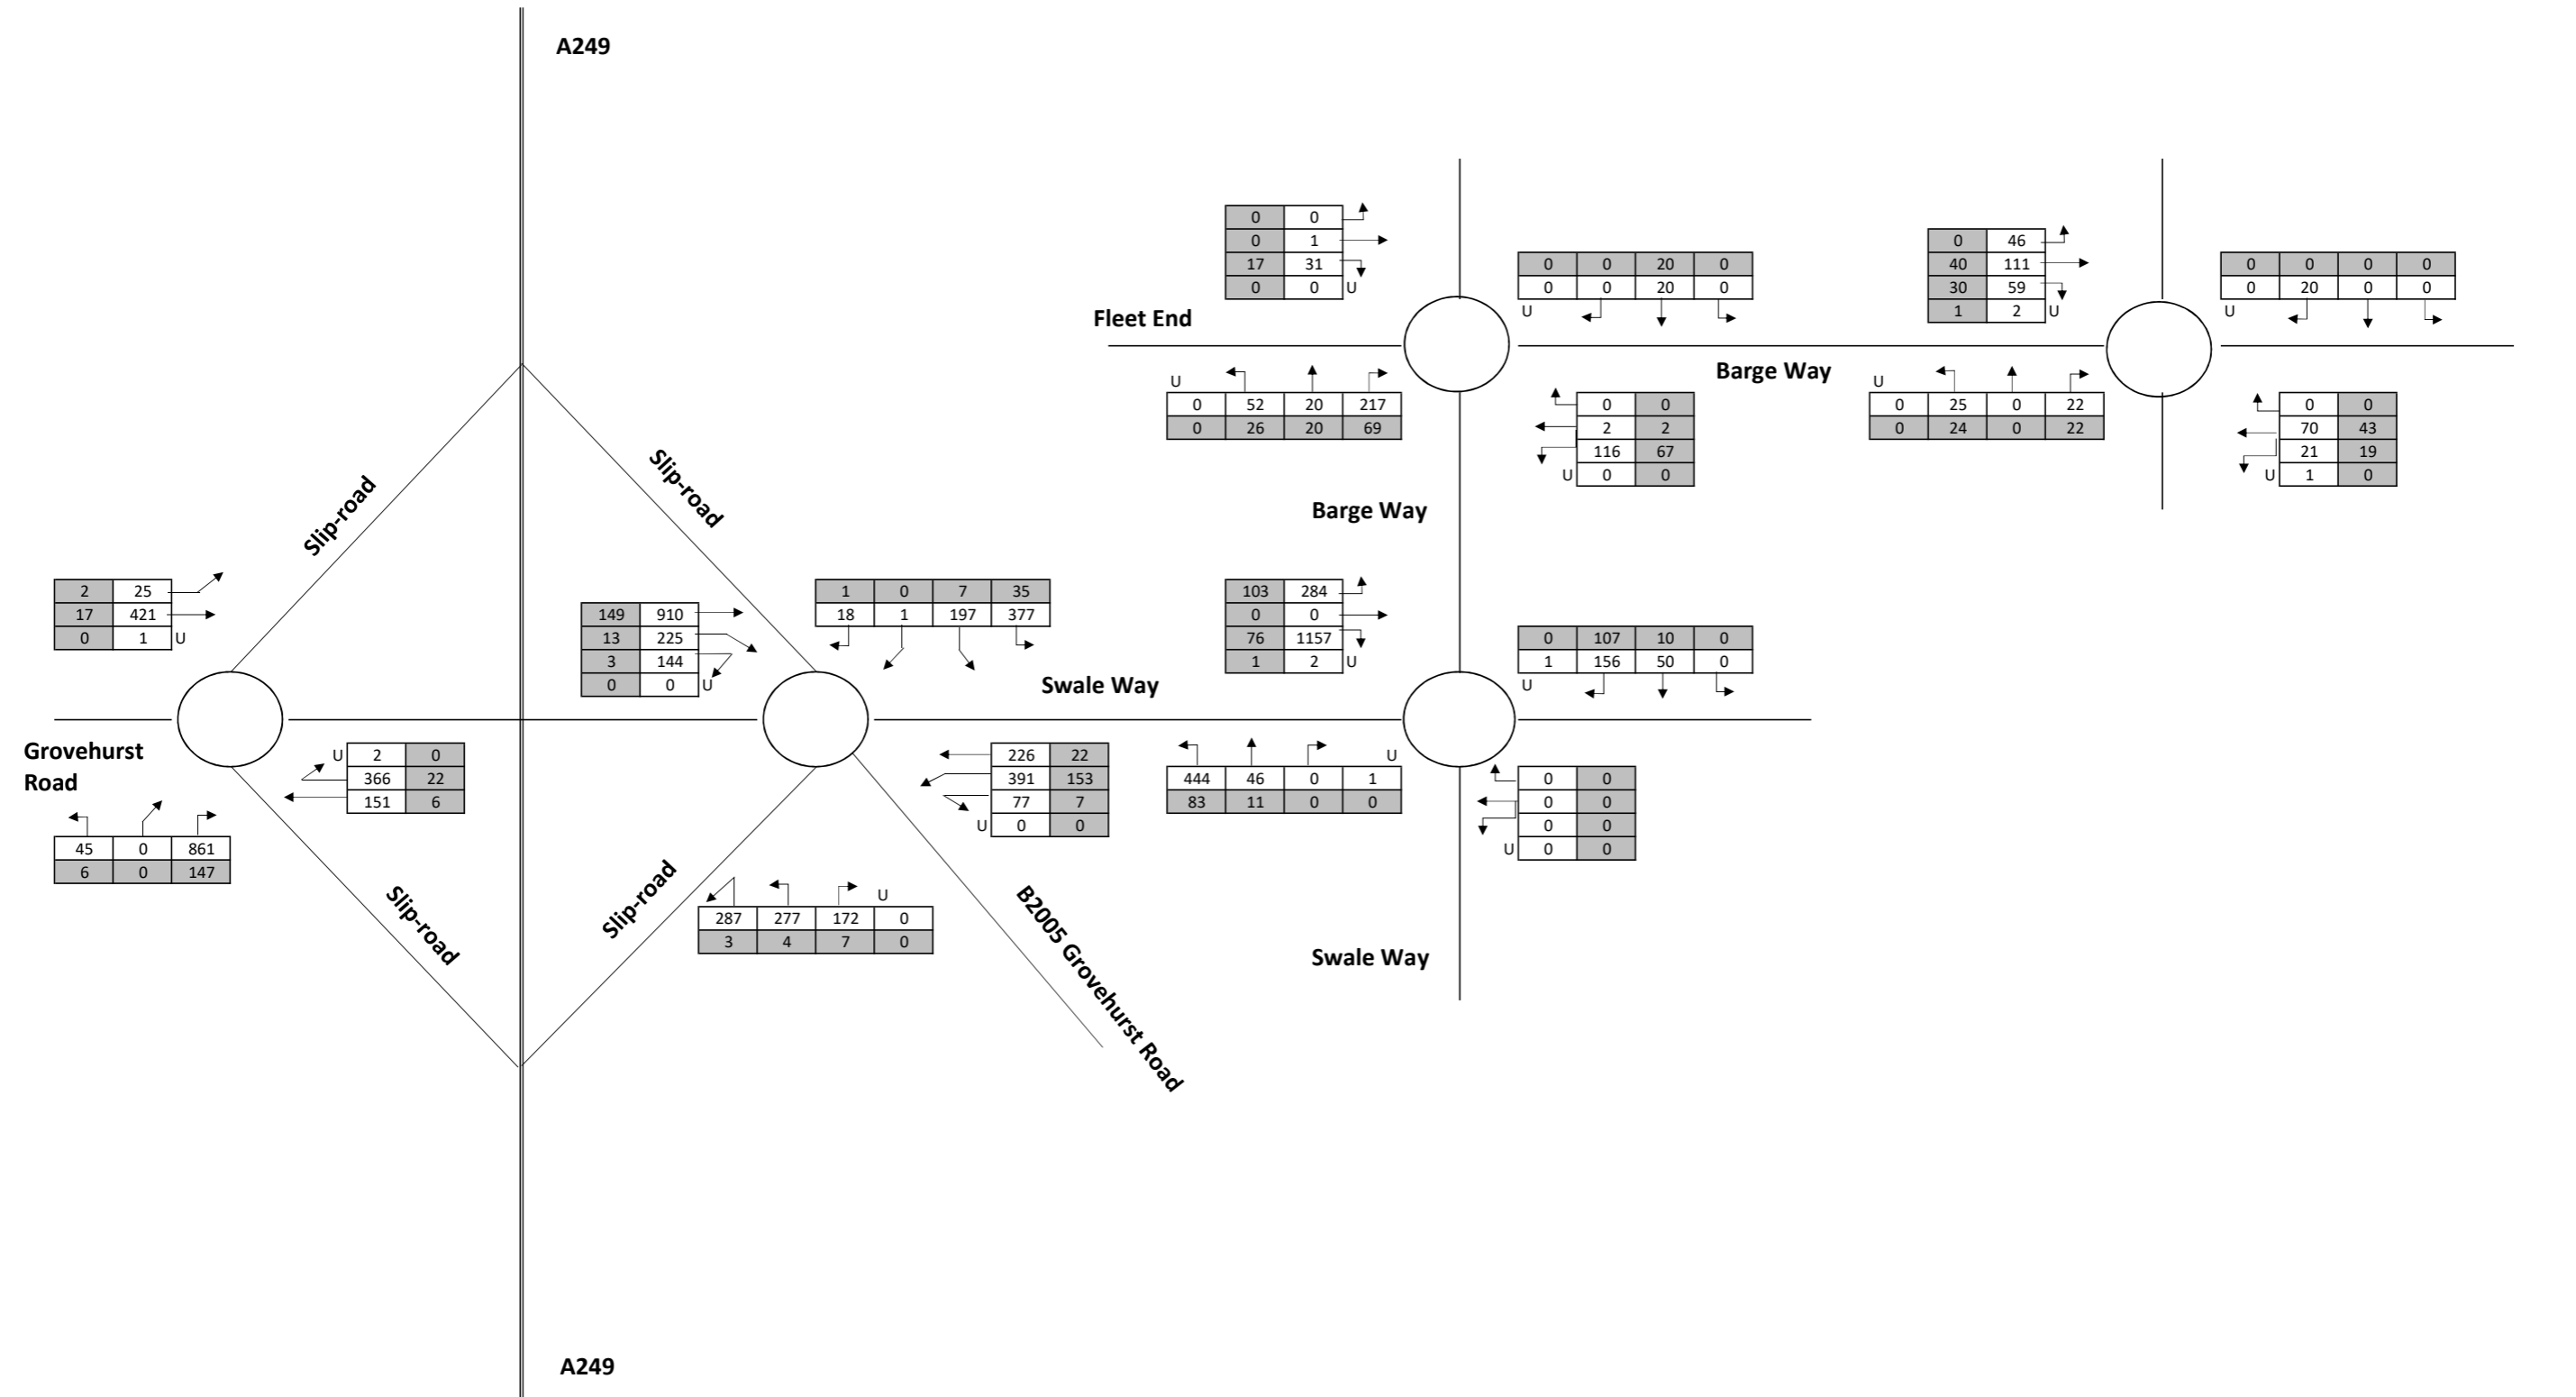 A249
0 0
0 1
17 31
0 0 U
0 0 20 0
0 0 20 0
U
0 46
40 111
30 59
1 2 U
0 0 0 0
0 20 0 0
U
Fleet End
Barge Way
U
0 52 20 217
0 26 20 69
0 0
2 2
116 67
U 0 0
U
0 25 0 22
0 24 0 22
0 0
70 43
21 19
U 1 0
Slip-road
Slip-road
Barge Way
2 25
17 421
0 1 U
149 910
13 225
3 144
0 0 U
1 0 7 35
18 1 197 377
Swale Way
103 284
0 0
76 1157
1 2 U
0 107 10 0
1 156 50 0
U
Grovehurst
Road
U 2 0
366 22
151 6
45 0 861
6 0 147
226 22
391 153
77 7
U 0 0
U
444 46 0 1
83 11 0 0
0 0
0 0
0 0
U 0 0
Slip-road
Slip-road
U
287 277 172 0
3 4 7 0
B2005 Grovehurst Road
Swale Way
A249